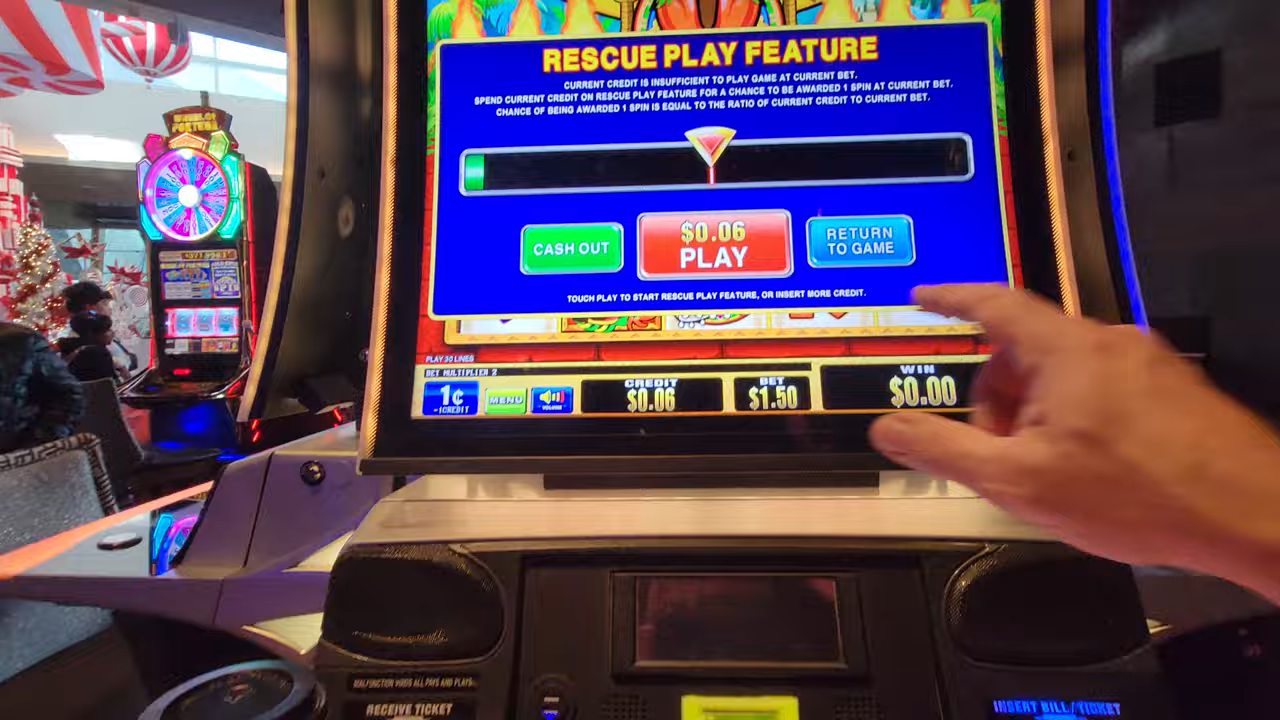 RESCUE PLAY FEATURE
CURRENT CREDIT IS INSUFFICIENT TO PLAY GAME AT CURRENT BET.
SPEND CURRENT CREDIT ON RESCUE PLAY FEATURE FOR A CHANCE TO BE AWARDED 1 SPIN AT CURRENT BET.
CHANCE OF BEING AWARDED 1 SPIN IS EQUAL TO THE RATIO OF CURRENT CREDIT TO CURRENT BET.
CASH OUT
$0.06
PLAY
RETURN
TO GAME
TOUCH PLAY TO START RESCUE PLAY FEATURE, OR INSERT MORE CREDIT.
PLAY 30 LINES
BET MULTIPLIER 2
1¢
=1CREDIT
MENU
VOLUME
CREDIT
$0.06
BET
$1.50
WIN
$0.00
WHEEL OF
FORTUNE
MALFUNCTION VOIDS ALL PAYS AND PLAYS
RECEIVE TICKET
INSERT BILL/TICKET